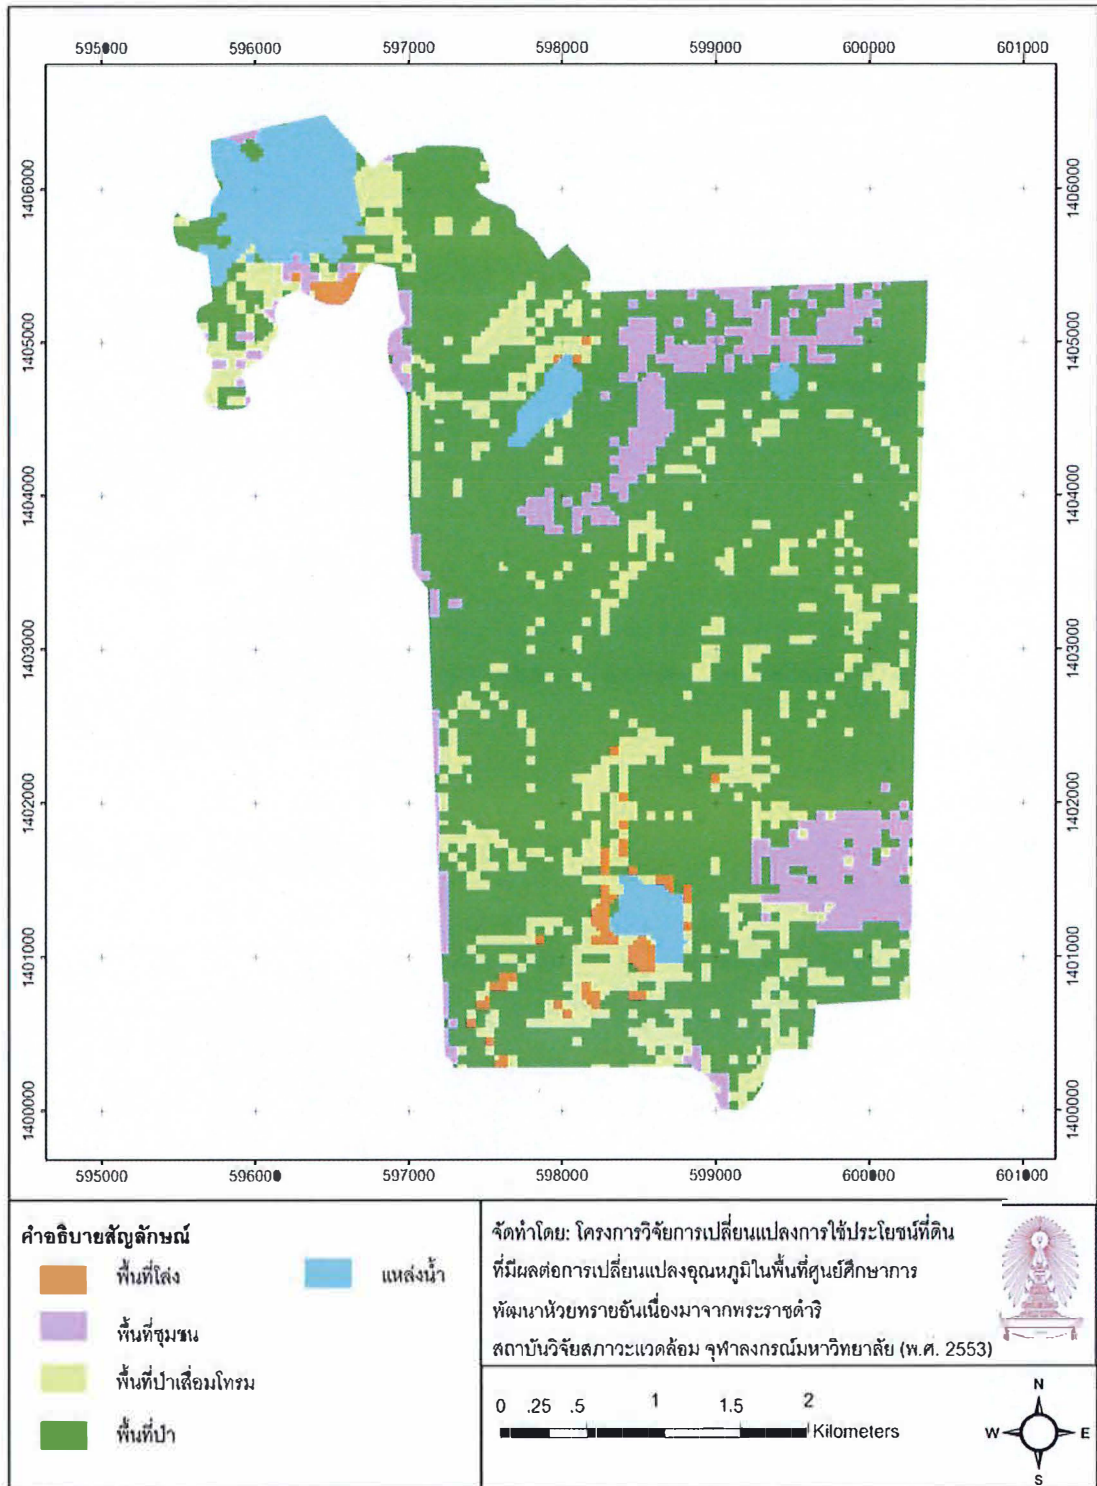 595000 596000 597000 598000 599000 600000 601000
1406000 1406000
1405000 1405000
1404000 1404000
1403000 1403000
1402000 1402000
1401000 1401000
1400000 1400000
595000 596000 597000 598000 599000 600000 601000
คำอธิบายสัญลักษณ์
พื้นที่โล่ง
แหล่งน้ำ
พื้นที่ชุมชน
พื้นที่ป่าเสื่อมโทรม
พื้นที่ป่า
จัดทำโดย: โครงการวิจัยการเปลี่ยนแปลงการใช้ประโยชน์ที่ดิน
ที่มีผลต่อการเปลี่ยนแปลงอุณหภูมิในพื้นที่ศูนย์ศึกษาการ
พัฒนาห้วยทรายอันเนื่องมาจากพระราชดำริ
สถาบันวิจัยสภาวะแวดล้อม จุฬาลงกรณ์มหาวิทยาลัย (พ.ศ. 2553)
0 .25 .5 1 1.5 2
Kilometers
N
W E
S